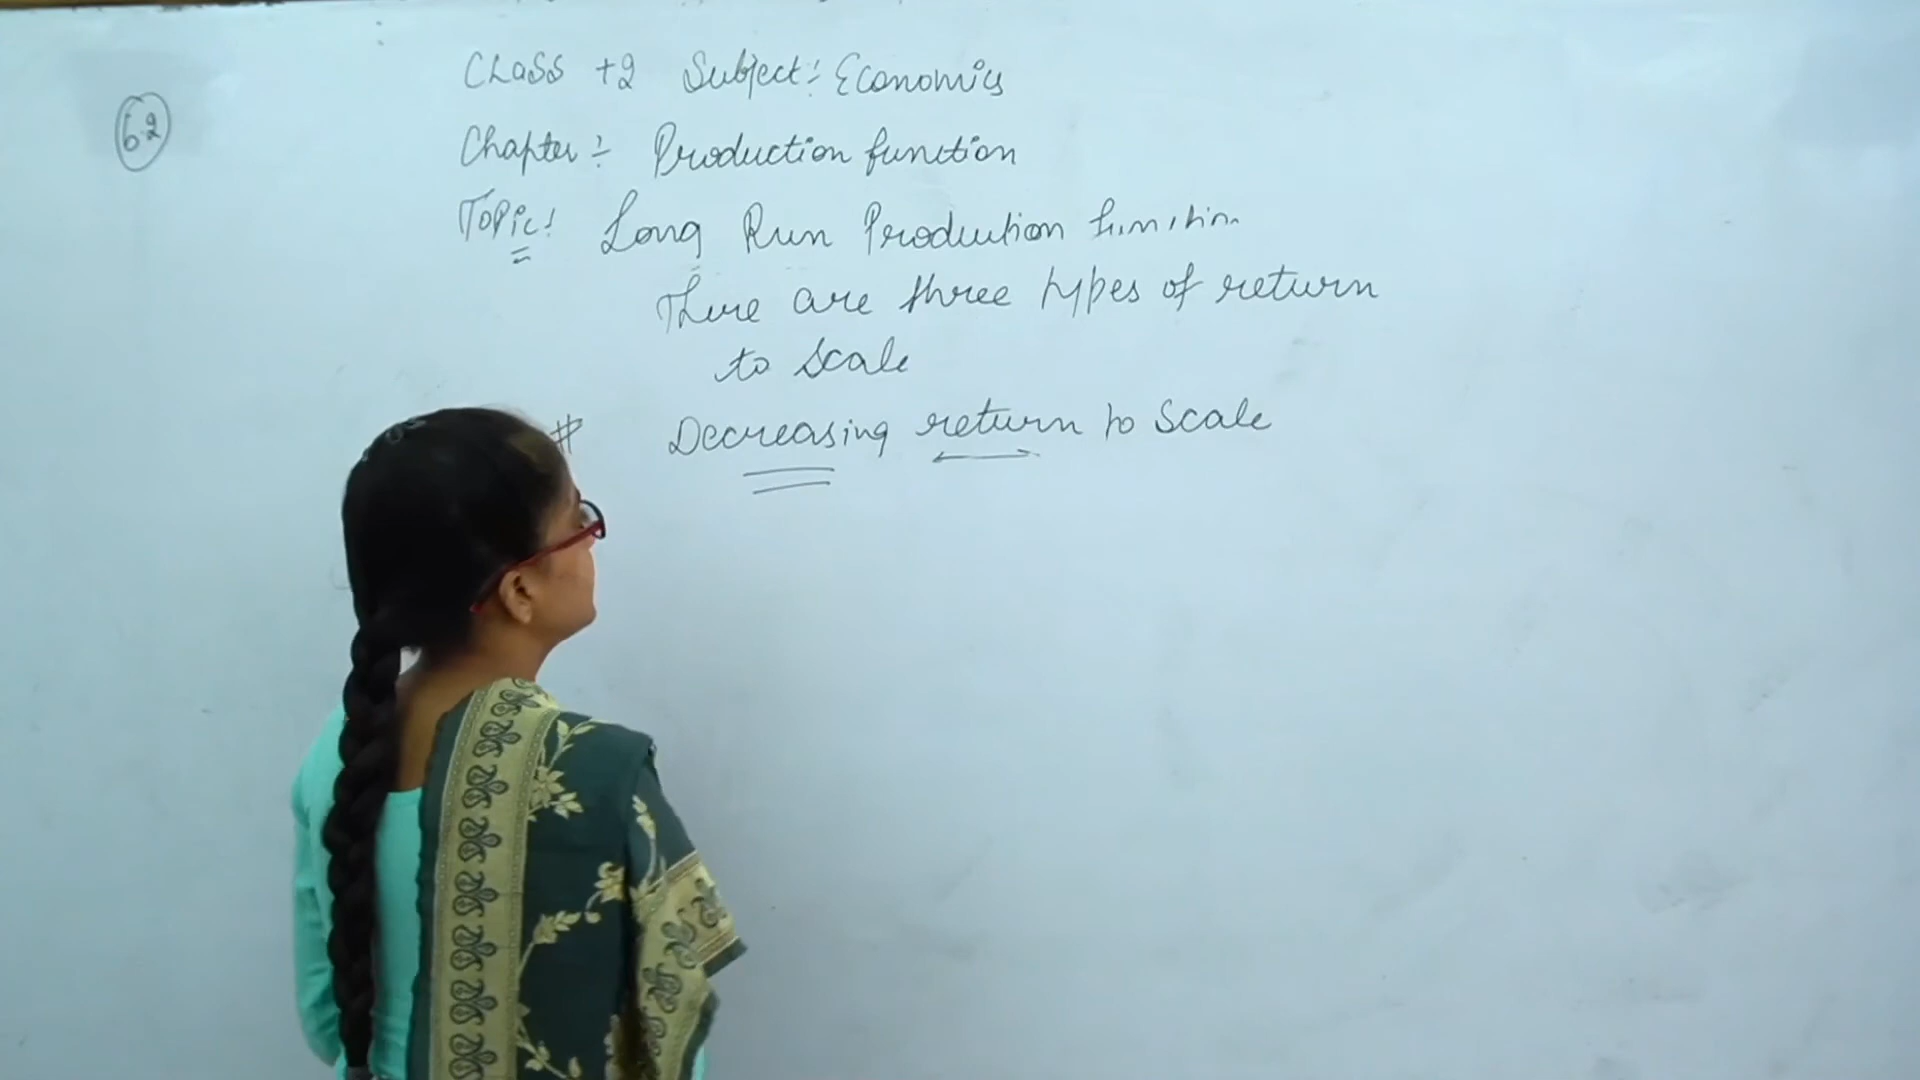 62
Class +2 Subject: Economics
Chapter: Production function
Topic: Long Run Production function
There are three types of return
to scale
# Decreasing return to scale